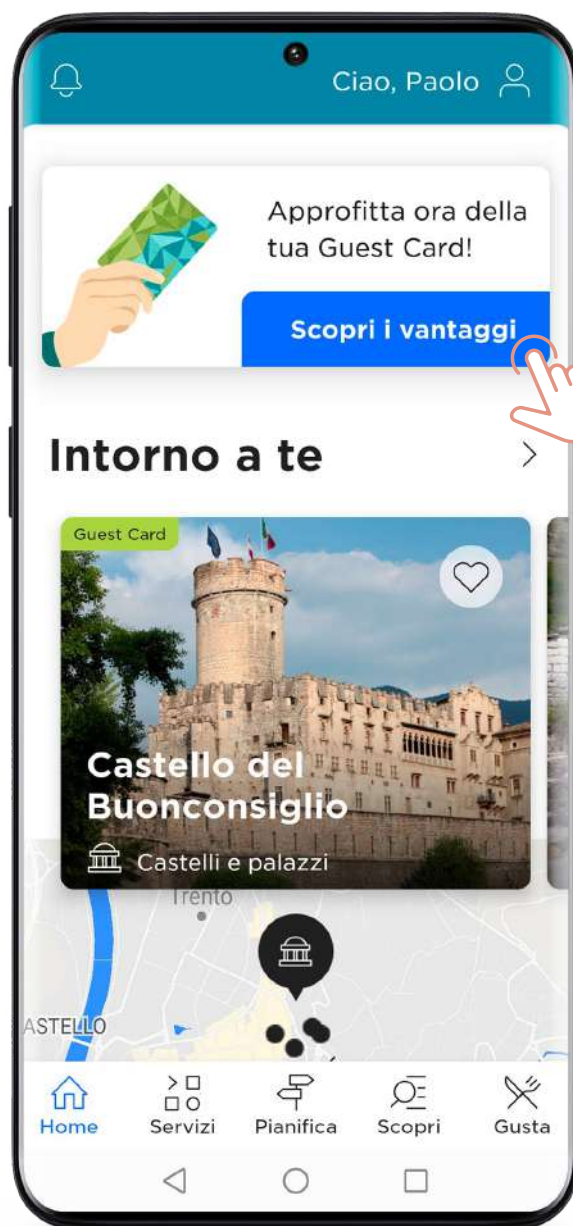 Ciao, Paolo
Approfitta ora della
tua Guest Card!
Scopri i vantaggi
Intorno a te
Guest Card
Castello del
Buonconsiglio
Castelli e palazzi
Trento
ASTELLO
Home Servizi Pianifica Scopri Gusta